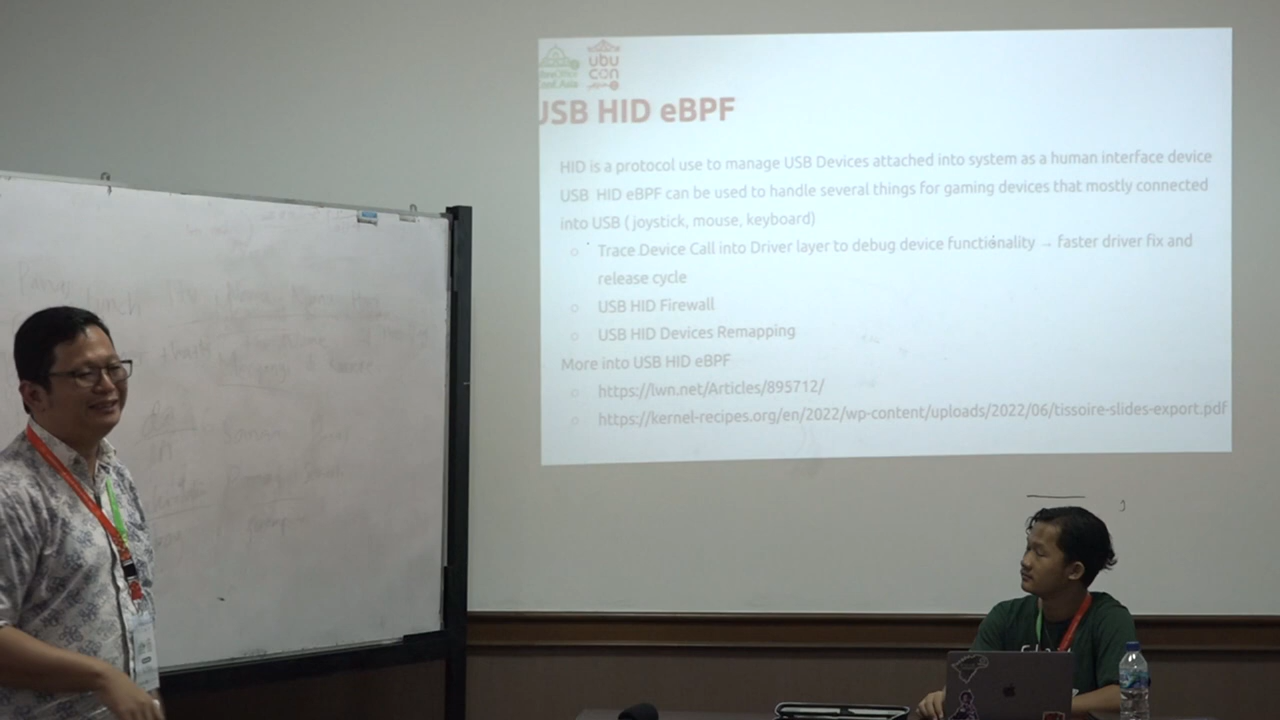 ubu
con
USB HID eBPF
HID is a protocol use to manage USB Devices attached into system as a human interface device
USB HID eBPF can be used to handle several things for gaming devices that mostly connected
into USB ( joystick, mouse, keyboard)
○ Trace Device Call into Driver layer to debug device functionality → faster driver fix and
release cycle
○ USB HID Firewall
○ USB HID Devices Remapping
More into USB HID eBPF
○ https://lwn.net/Articles/895712/
○ https://kernel-recipes.org/en/2022/wp-content/uploads/2022/06/tissoire-slides-export.pdf